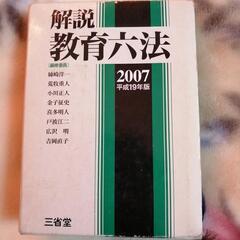 解説
教育六法
[編修委員]
姉崎洋一
荒牧重人
小川正人
金子征史
喜多明人
戸波江二
広沢 明
吉岡直子
2007
平成19年版
三省堂